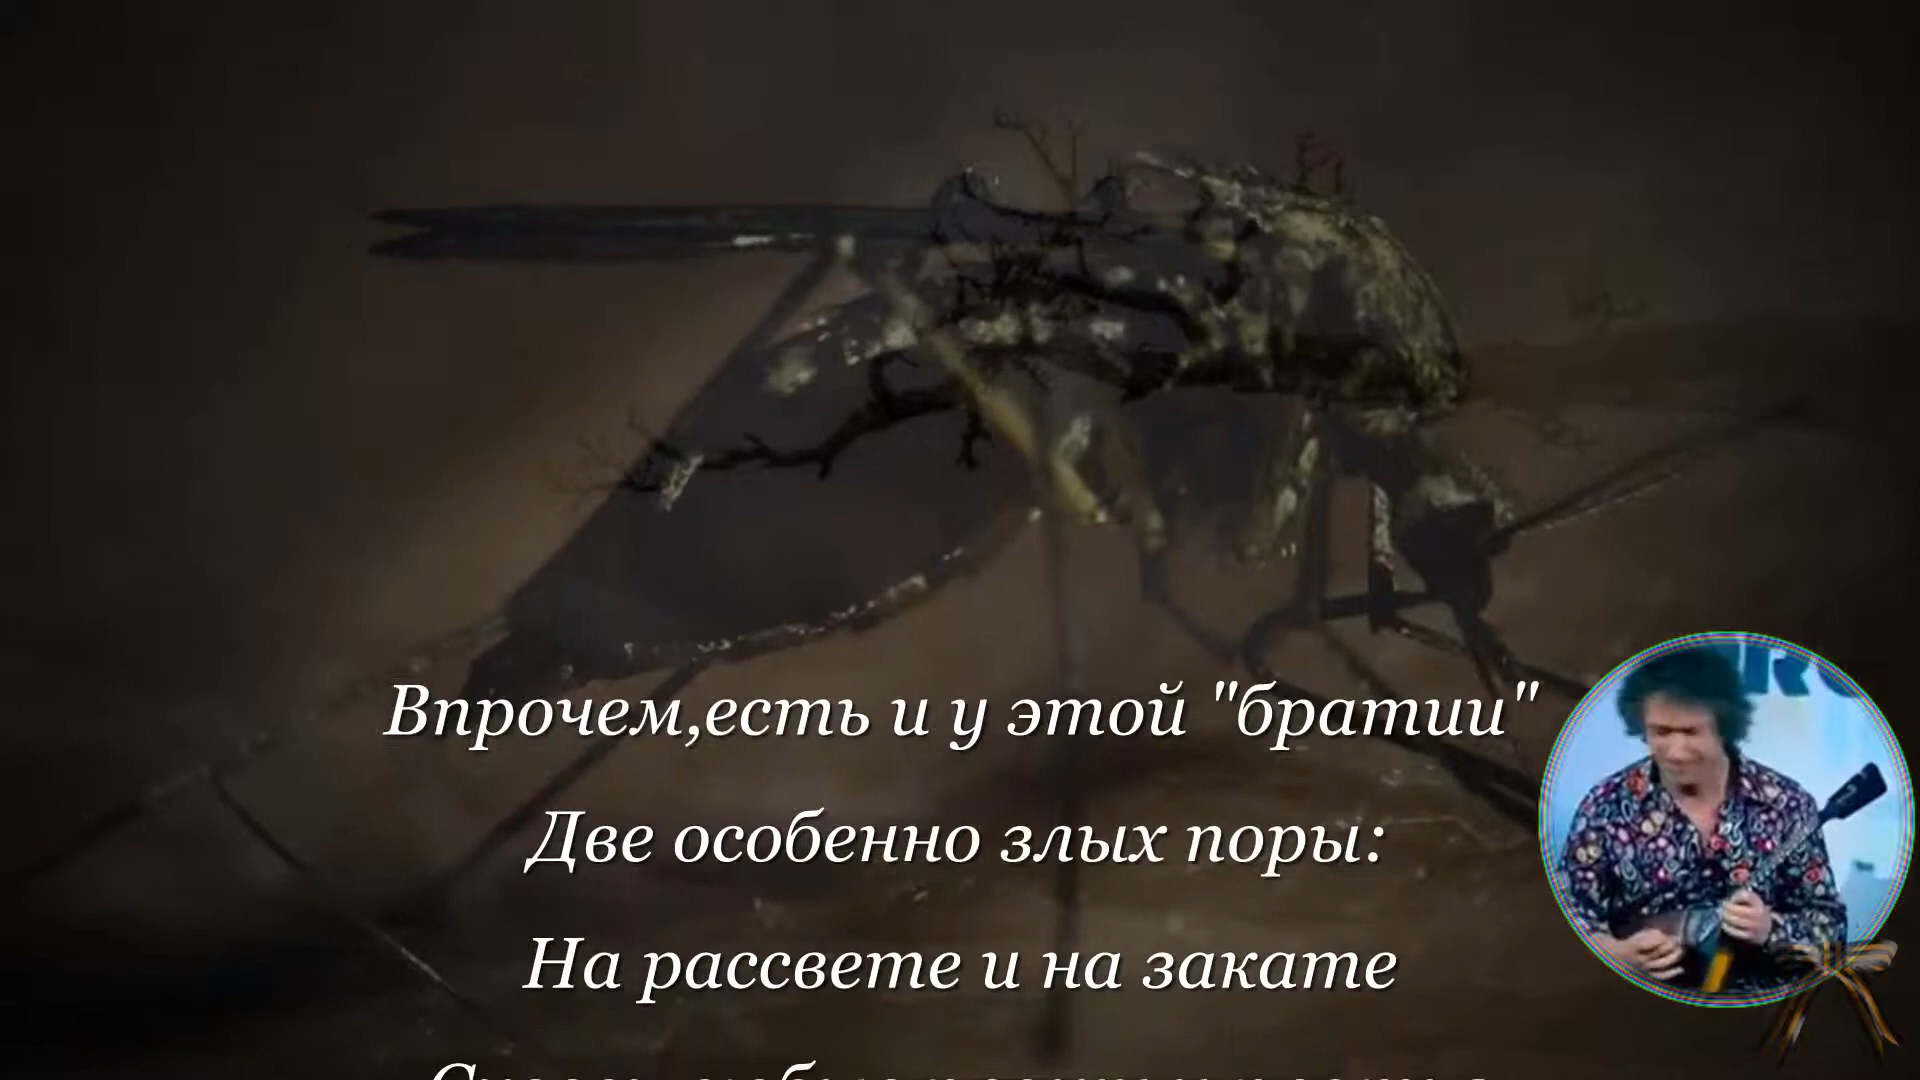 Впрочем,есть и у этой "братии"
Две особенно злых поры:
На рассвете и на закате